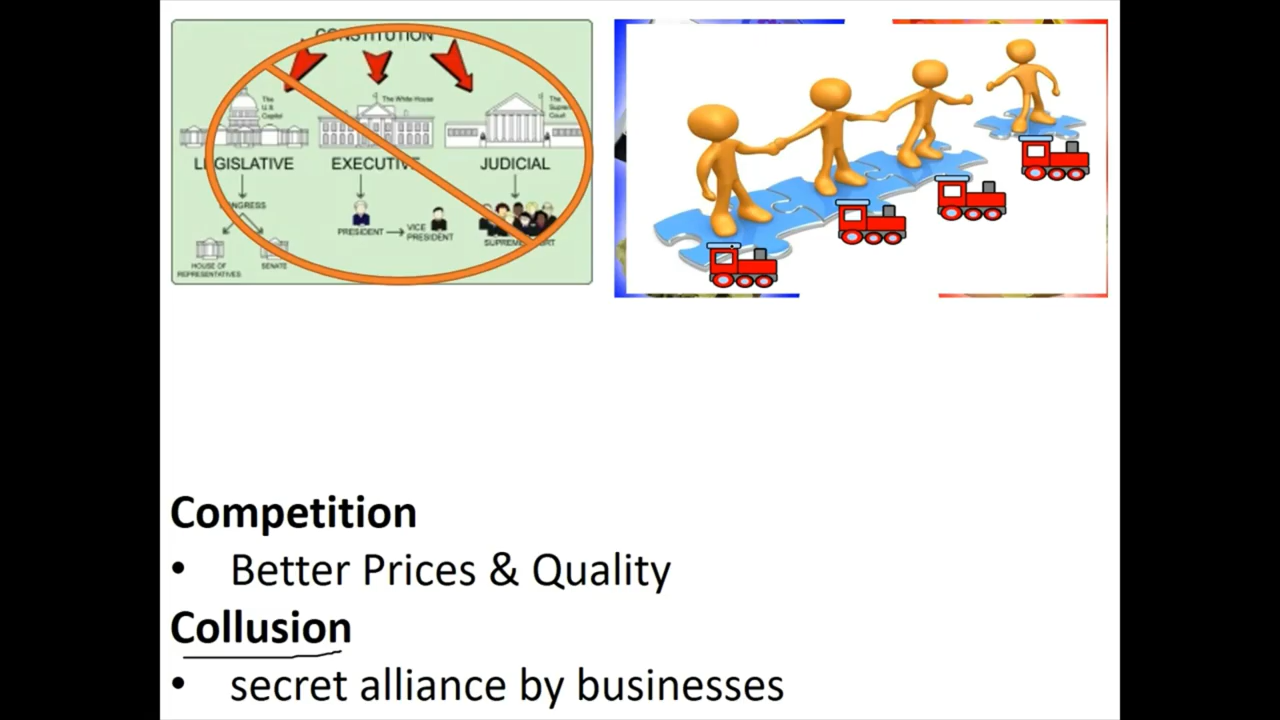 CONSTITUTION
The U.S. Capitol
The White House
The Supreme Court
LEGISLATIVE
EXECUTIVE
JUDICIAL
CONGRESS
PRESIDENT
VICE PRESIDENT
HOUSE OF REPRESENTATIVES
SENATE
Competition
• Better Prices & Quality
Collusion
• secret alliance by businesses